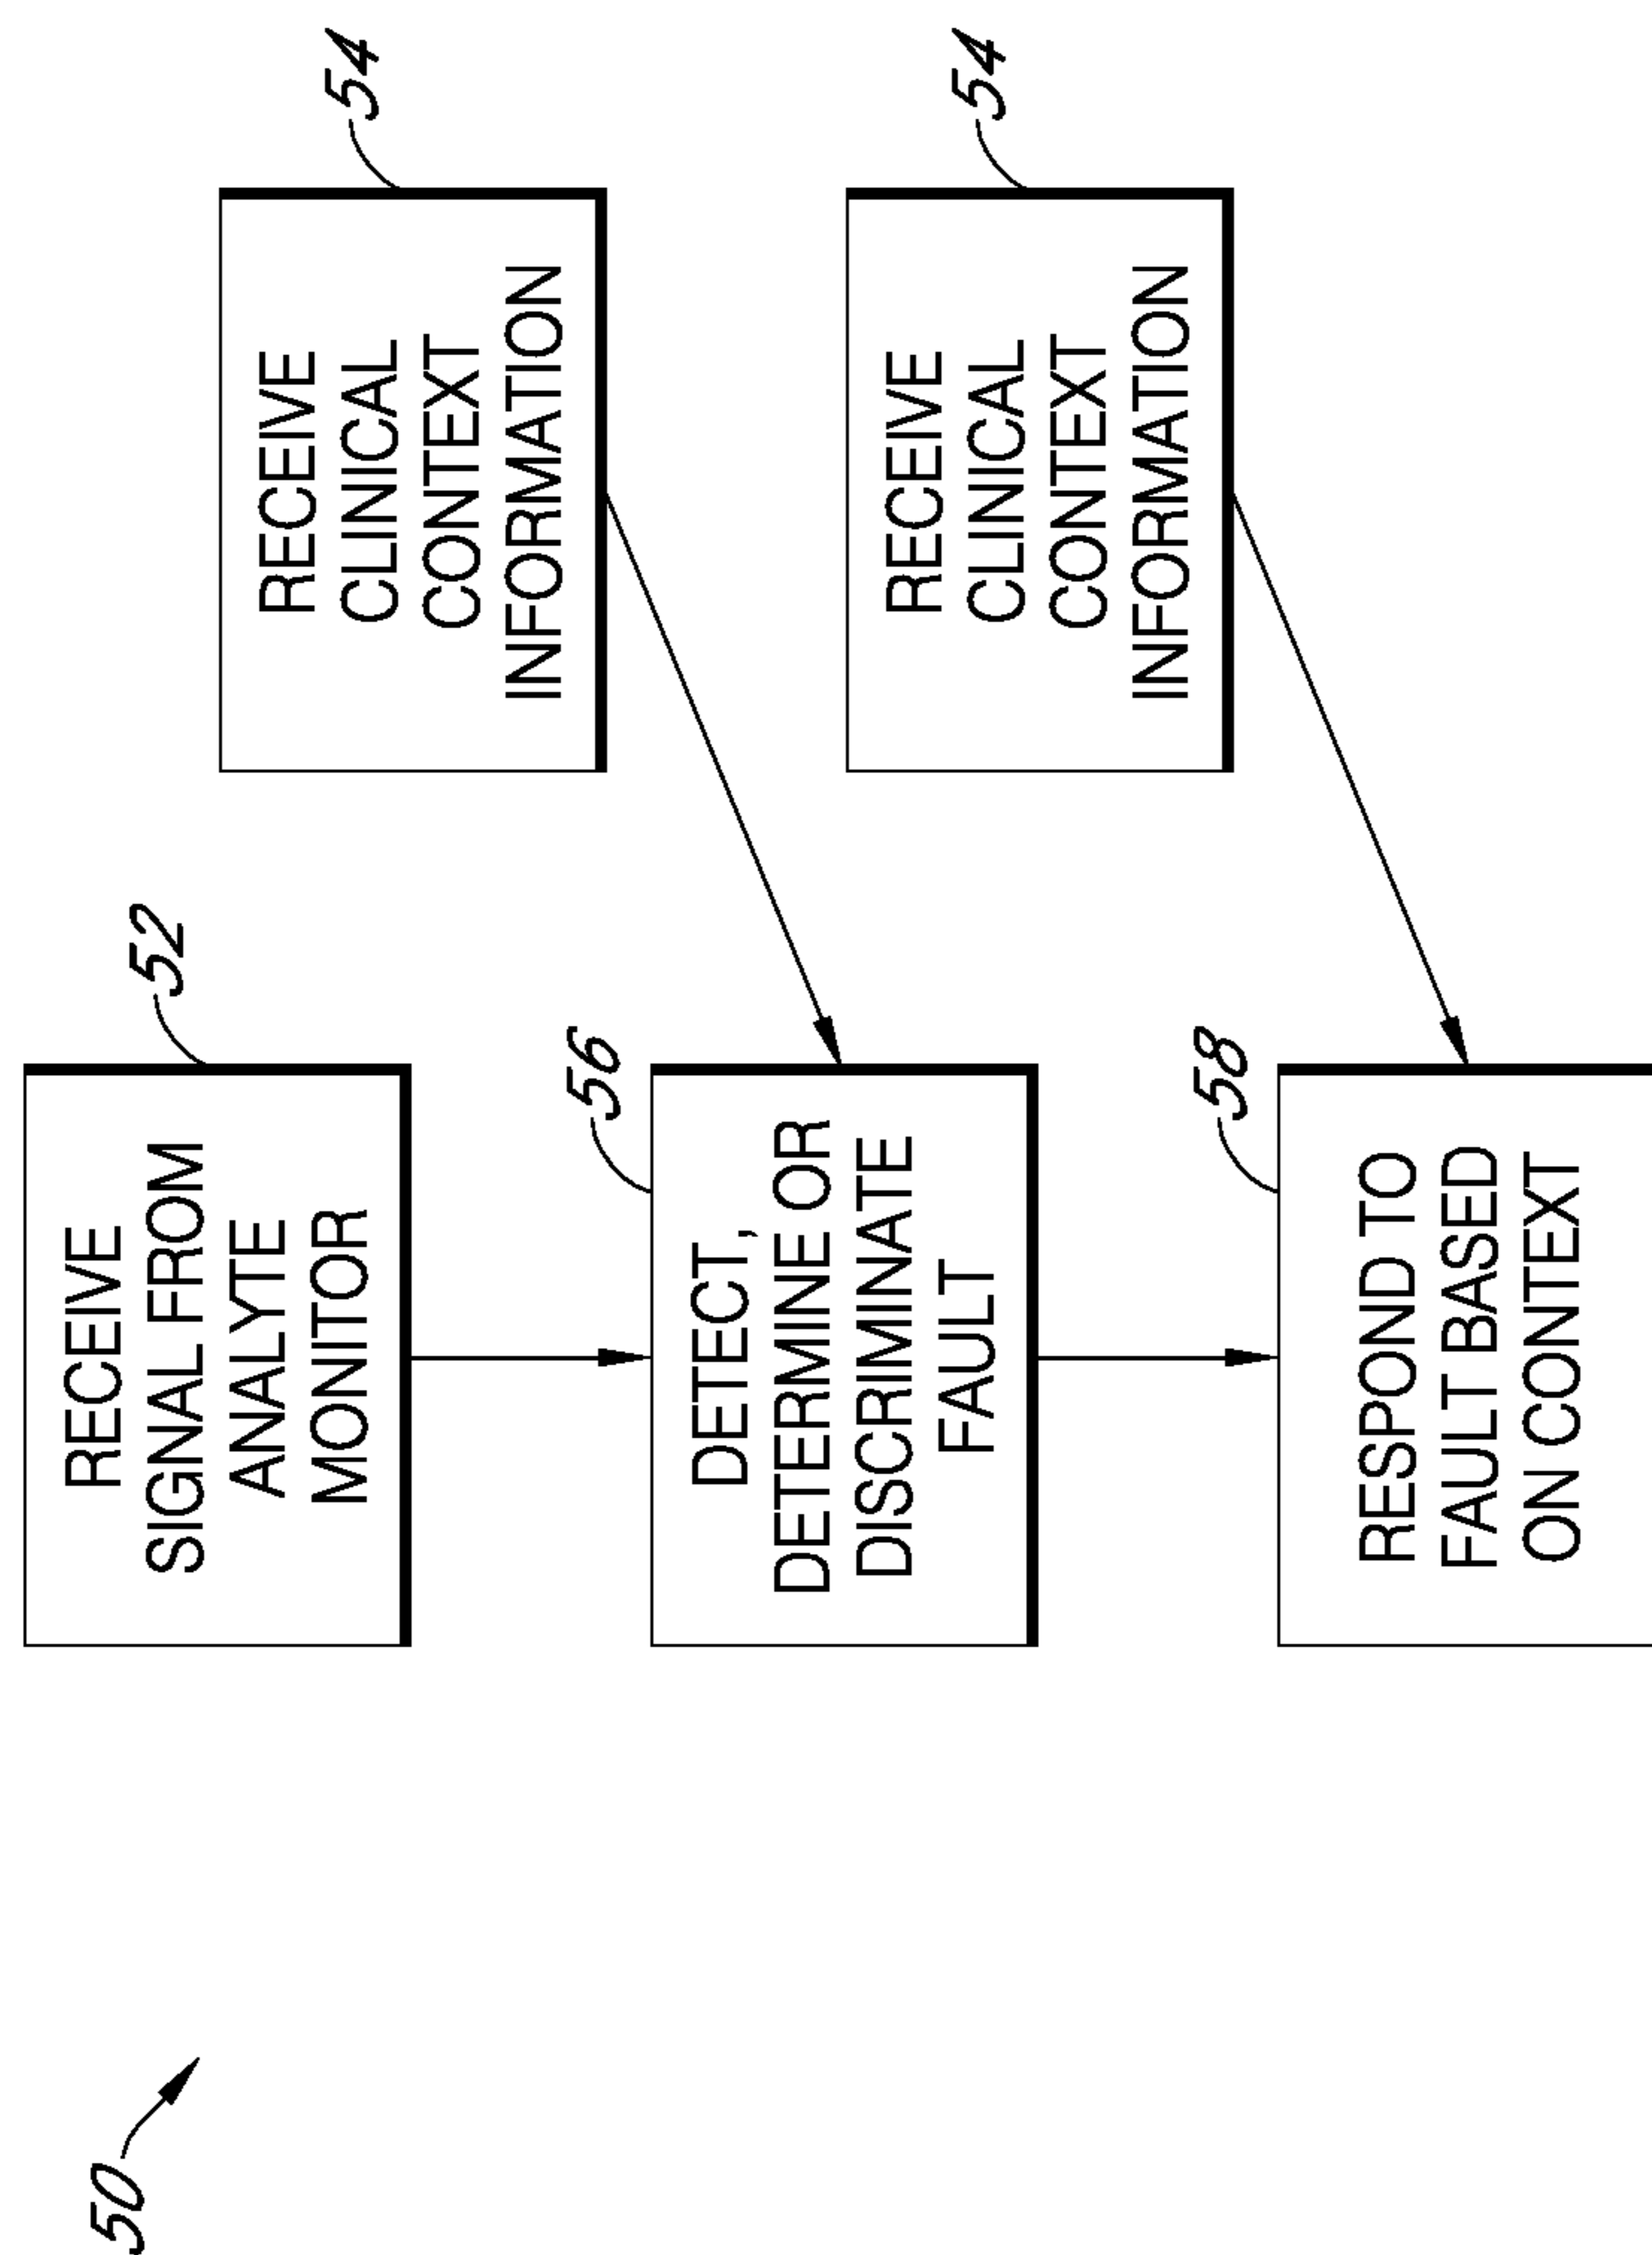 50
52
RECEIVE
SIGNAL FROM
ANALYTE
MONITOR
54
RECEIVE
CLINICAL
CONTEXT
INFORMATION
56
DETECT,
DETERMINE OR
DISCRIMINATE
FAULT
54
RECEIVE
CLINICAL
CONTEXT
INFORMATION
58
RESPOND TO
FAULT BASED
ON CONTEXT